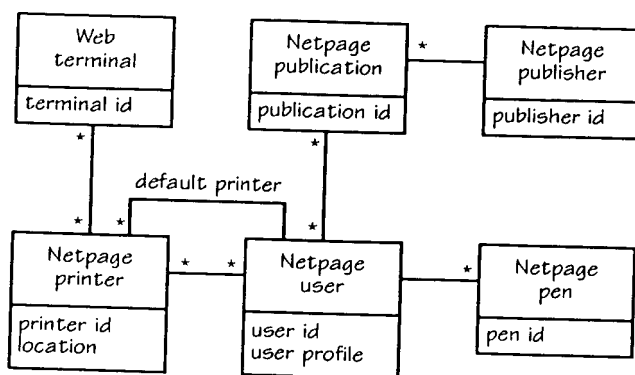 Web
terminal
terminal id
Netpage
publication
publication id
*
Netpage
publisher
publisher id
*
*
default printer
*
*
*
Netpage
printer
printer id
location
*
*
Netpage
user
user id
user profile
*
Netpage
pen
pen id